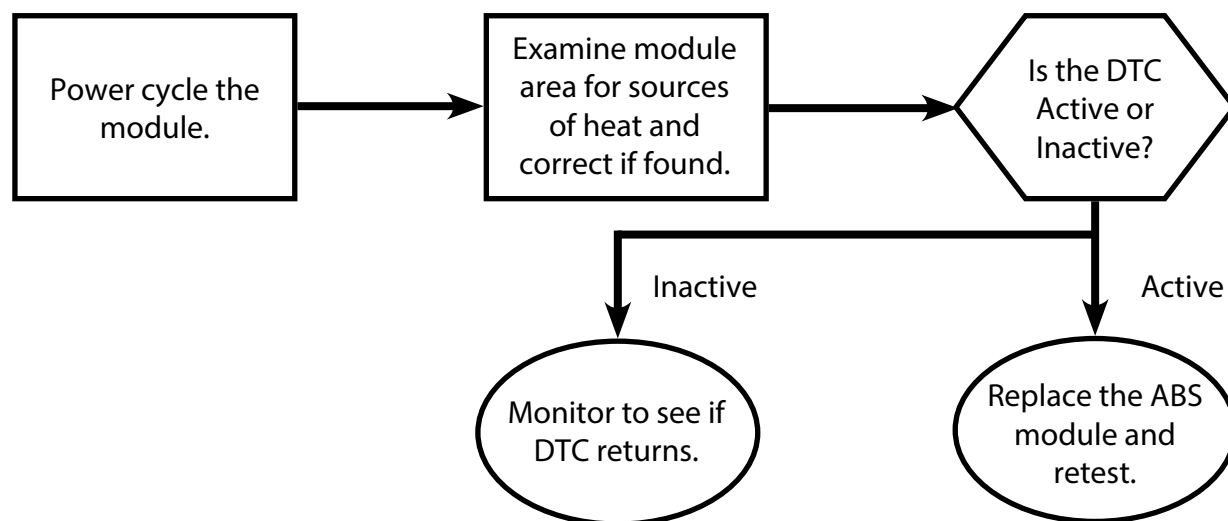 Power cycle the
module.
Examine module
area for sources
of heat and
correct if found.
Is the DTC
Active or
Inactive?
Inactive
Active
Monitor to see if
DTC returns.
Replace the ABS
module and
retest.